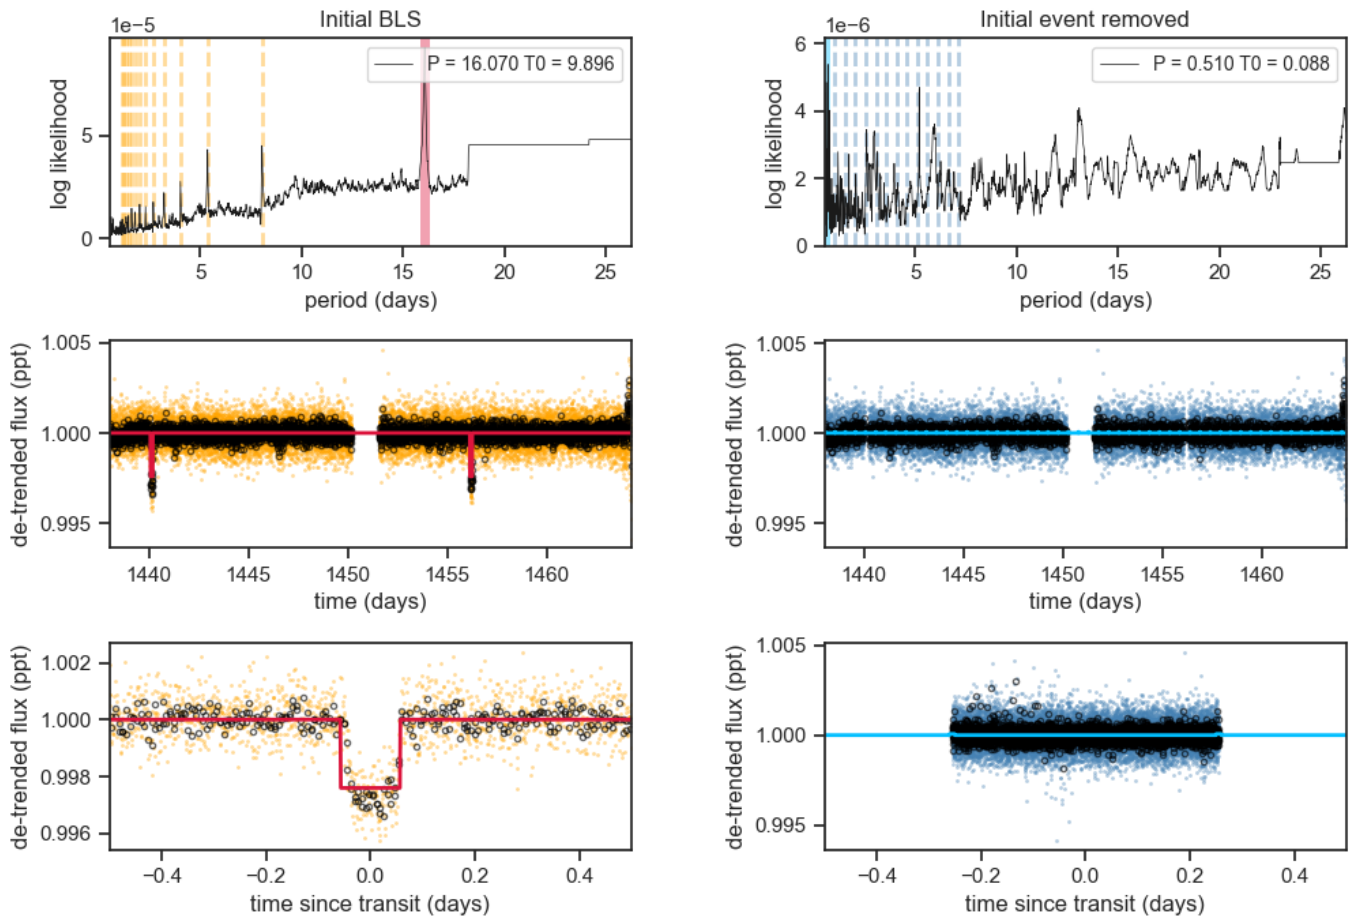 Initial BLS
1e−5
P = 16.070 T0 = 9.896
log likelihood
5
0
5 10 15 20 25
period (days)
Initial event removed
1e−6
P = 0.510 T0 = 0.088
log likelihood
6
4
2
0
5 10 15 20 25
period (days)
de-trended flux (ppt)
1.005
1.000
0.995
1440 1445 1450 1455 1460
time (days)
de-trended flux (ppt)
1.005
1.000
0.995
1440 1445 1450 1455 1460
time (days)
de-trended flux (ppt)
1.002
1.000
0.998
0.996
−0.4 −0.2 0.0 0.2 0.4
time since transit (days)
de-trended flux (ppt)
1.005
1.000
0.995
−0.4 −0.2 0.0 0.2 0.4
time since transit (days)